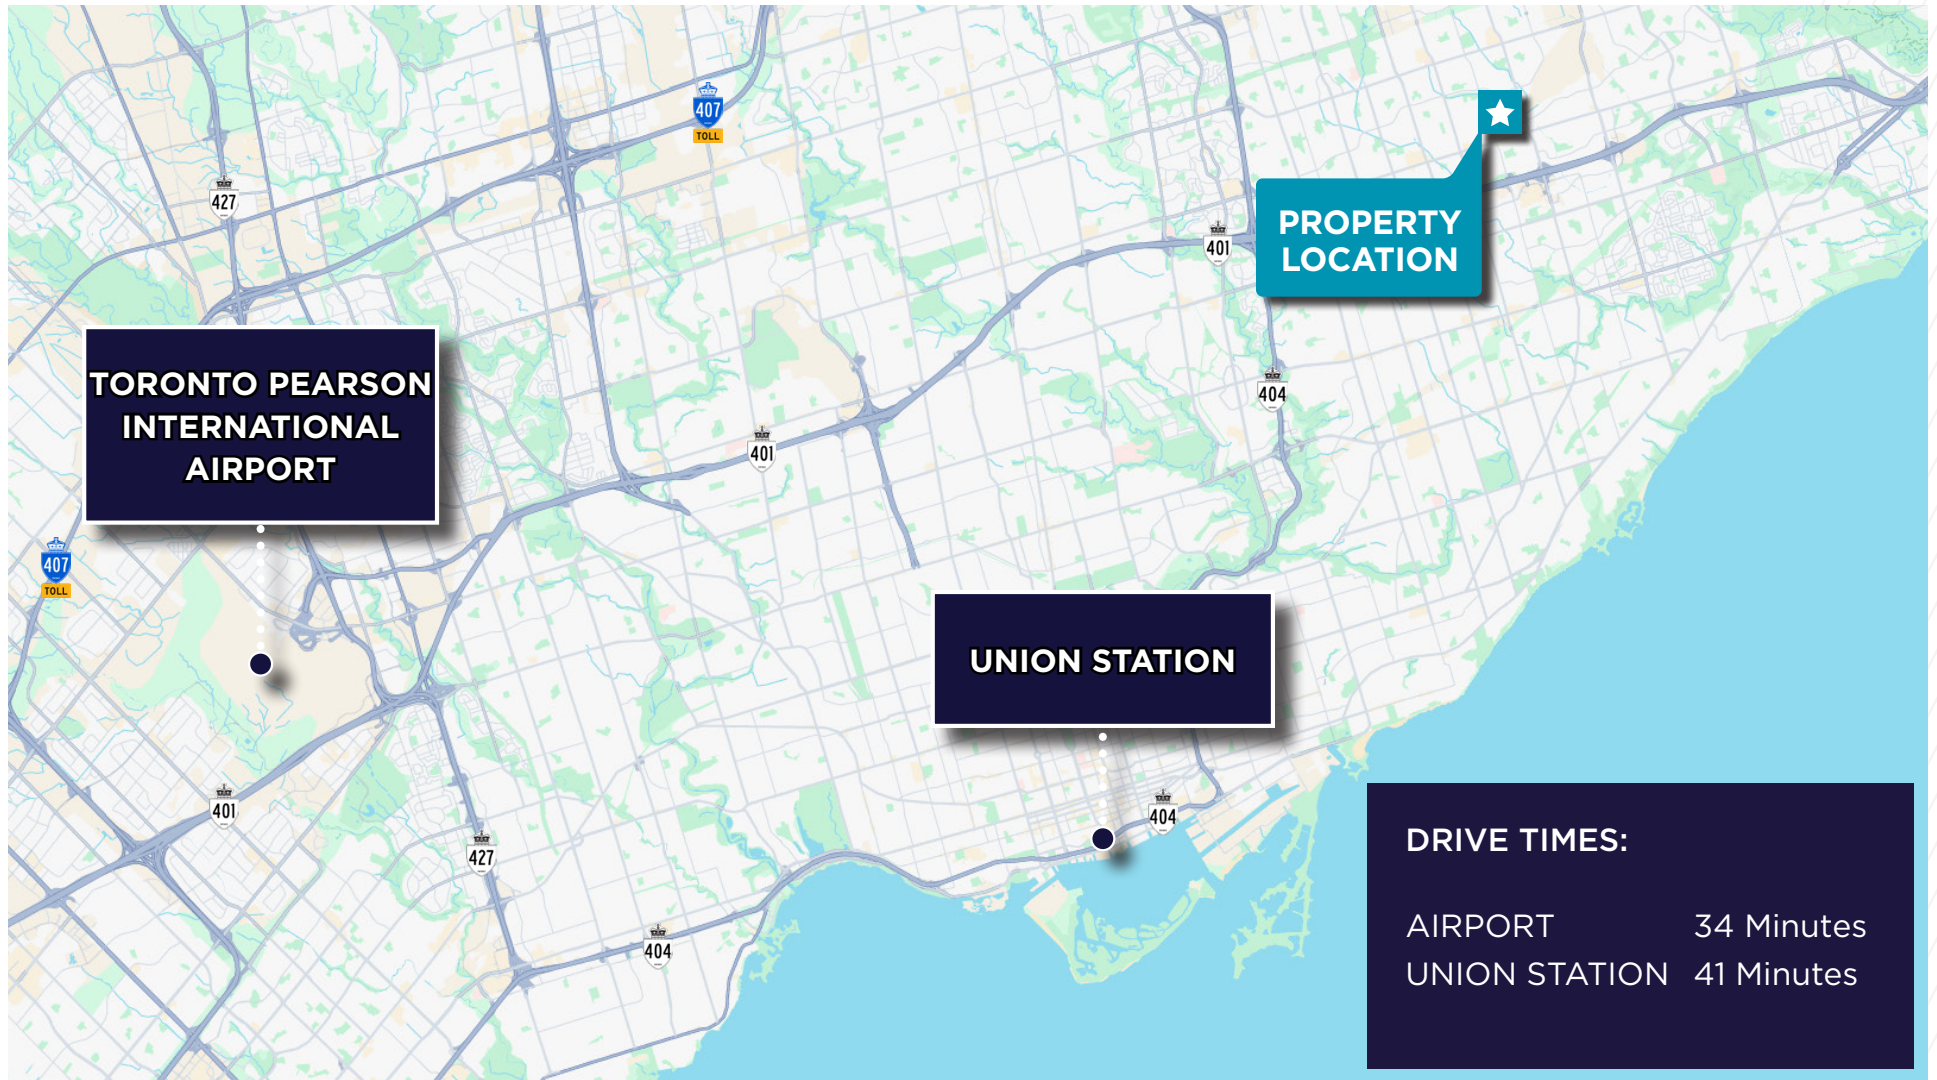 407
TOLL
427
PROPERTY
LOCATION
401
TORONTO PEARSON
INTERNATIONAL
AIRPORT
404
401
407
TOLL
UNION STATION
401
404
427
404
DRIVE TIMES:
AIRPORT 34 Minutes
UNION STATION 41 Minutes